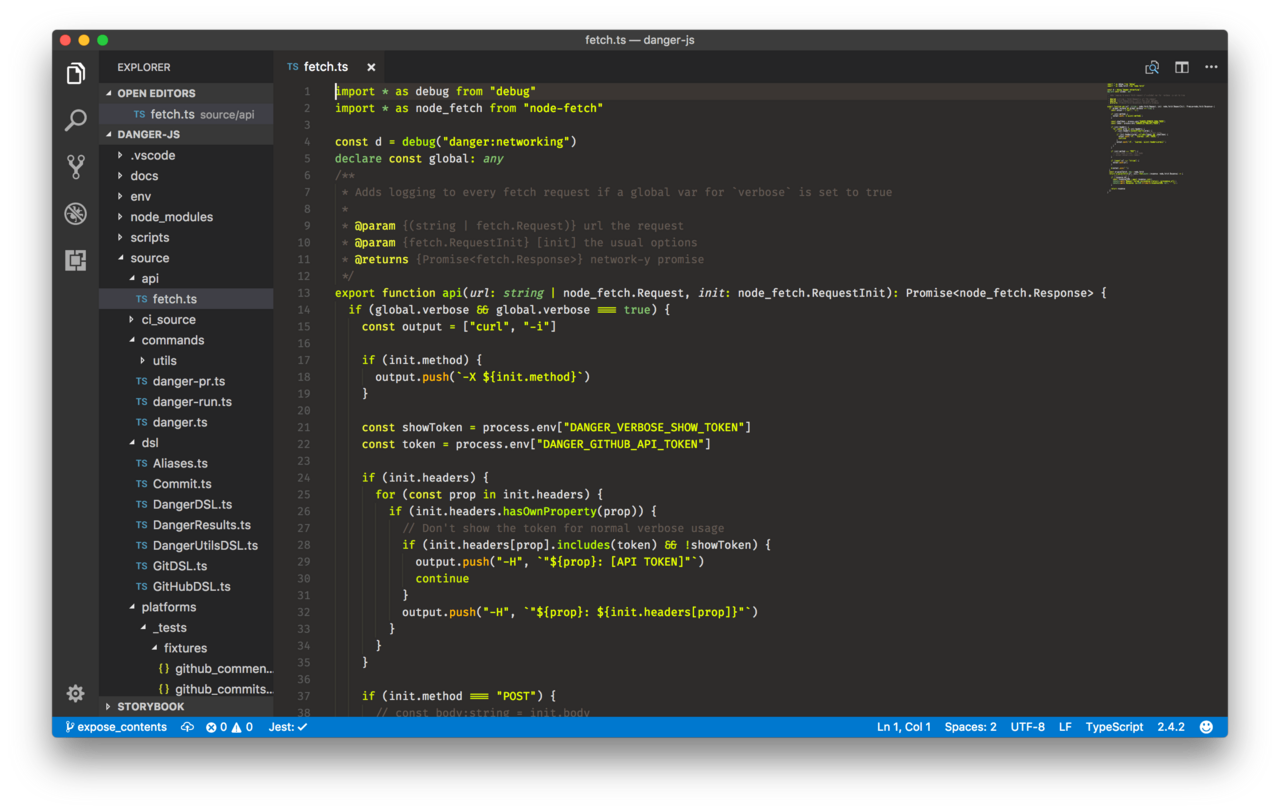 fetch.ts — danger-js
EXPLORER
OPEN EDITORS
TS fetch.ts source/api
DANGER-JS
.vscode
docs
env
node_modules
scripts
source
api
TS fetch.ts
ci_source
commands
utils
TS danger-pr.ts
TS danger-run.ts
TS danger.ts
dsl
TS Aliases.ts
TS Commit.ts
TS DangerDSL.ts
TS DangerResults.ts
TS DangerUtilsDSL.ts
TS GitDSL.ts
TS GitHubDSL.ts
platforms
_tests
fixtures
{} github_commen...
{} github_commits...
STORYBOOK
TS fetch.ts ×
1 import * as debug from "debug"
2 import * as node_fetch from "node-fetch"
3
4 const d = debug("danger:networking")
5 declare const global: any
6 /**
7 * Adds logging to every fetch request if a global var for `verbose` is set to true
8 *
9 * @param {(string | fetch.Request)} url the request
10 * @param {fetch.RequestInit} [init] the usual options
11 * @returns {Promise<fetch.Response>} network-y promise
12 */
13 export function api(url: string | node_fetch.Request, init: node_fetch.RequestInit): Promise<node_fetch.Response> {
14 if (global.verbose && global.verbose === true) {
15 const output = ["curl", "-i"]
16
17 if (init.method) {
18 output.push(`-X ${init.method}`)
19 }
20
21 const showToken = process.env["DANGER_VERBOSE_SHOW_TOKEN"]
22 const token = process.env["DANGER_GITHUB_API_TOKEN"]
23
24 if (init.headers) {
25 for (const prop in init.headers) {
26 if (init.headers.hasOwnProperty(prop)) {
27 // Don't show the token for normal verbose usage
28 if (init.headers[prop].includes(token) && !showToken) {
29 output.push("-H", `"${prop}: [API TOKEN]"`)
30 continue
31 }
32 output.push("-H", `"${prop}: ${init.headers[prop]}"`)
33 }
34 }
35 }
36
37 if (init.method === "POST") {
38 // const body:string = init.body
expose_contents 0 0 Jest: ✓
Ln 1, Col 1 Spaces: 2 UTF-8 LF TypeScript 2.4.2